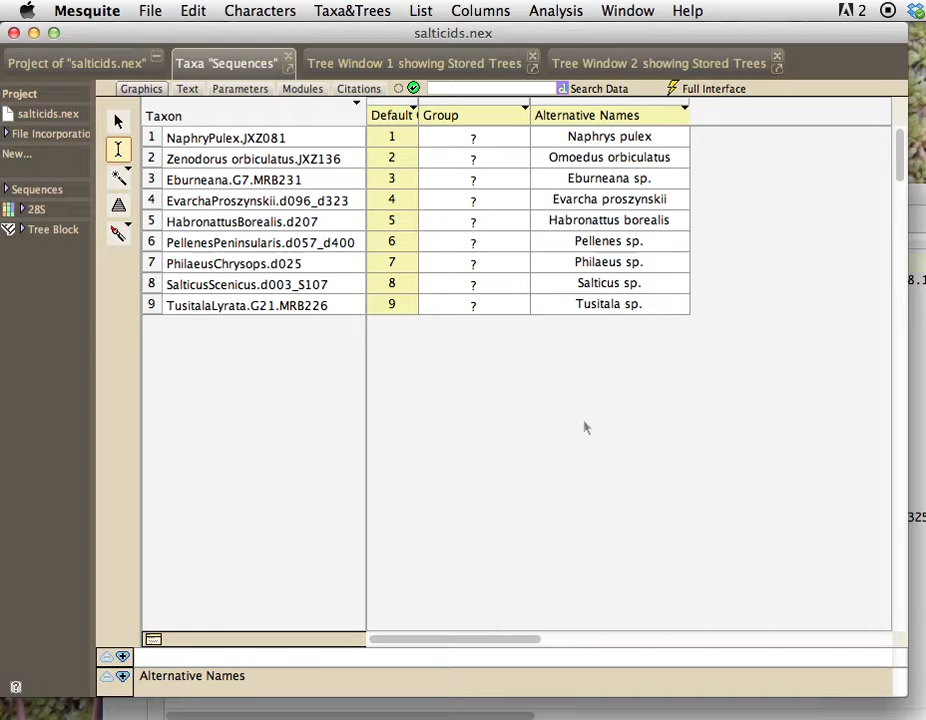 Mesquite File Edit Characters Taxa&Trees List Columns Analysis Window Help 2
salticids.nex
Project of "salticids.nex" Taxa "Sequences" Tree Window 1 showing Stored Trees Tree Window 2 showing Stored Trees
Graphics Text Parameters Modules Citations Search Data Full Interface
Project
salticids.nex
File Incorporatio
New...
Sequences
28S
Tree Block
Taxon Default Group Alternative Names
1 NaphryPulex.JXZ081 1 ? Naphrys pulex
2 Zenodorus orbiculatus.JXZ136 2 ? Omoedus orbiculatus
3 Eburneana.G7.MRB231 3 ? Eburneana sp.
4 EvarchaProszynskii.d096_d323 4 ? Evarcha proszynskii
5 HabronattusBorealis.d207 5 ? Habronattus borealis
6 PellenesPeninsularis.d057_d400 6 ? Pellenes sp.
7 PhilaeusChrysops.d025 7 ? Philaeus sp.
8 SalticusScenicus.d003_S107 8 ? Salticus sp.
9 TusitalaLyrata.G21.MRB226 9 ? Tusitala sp.
8.1
325
Alternative Names
?